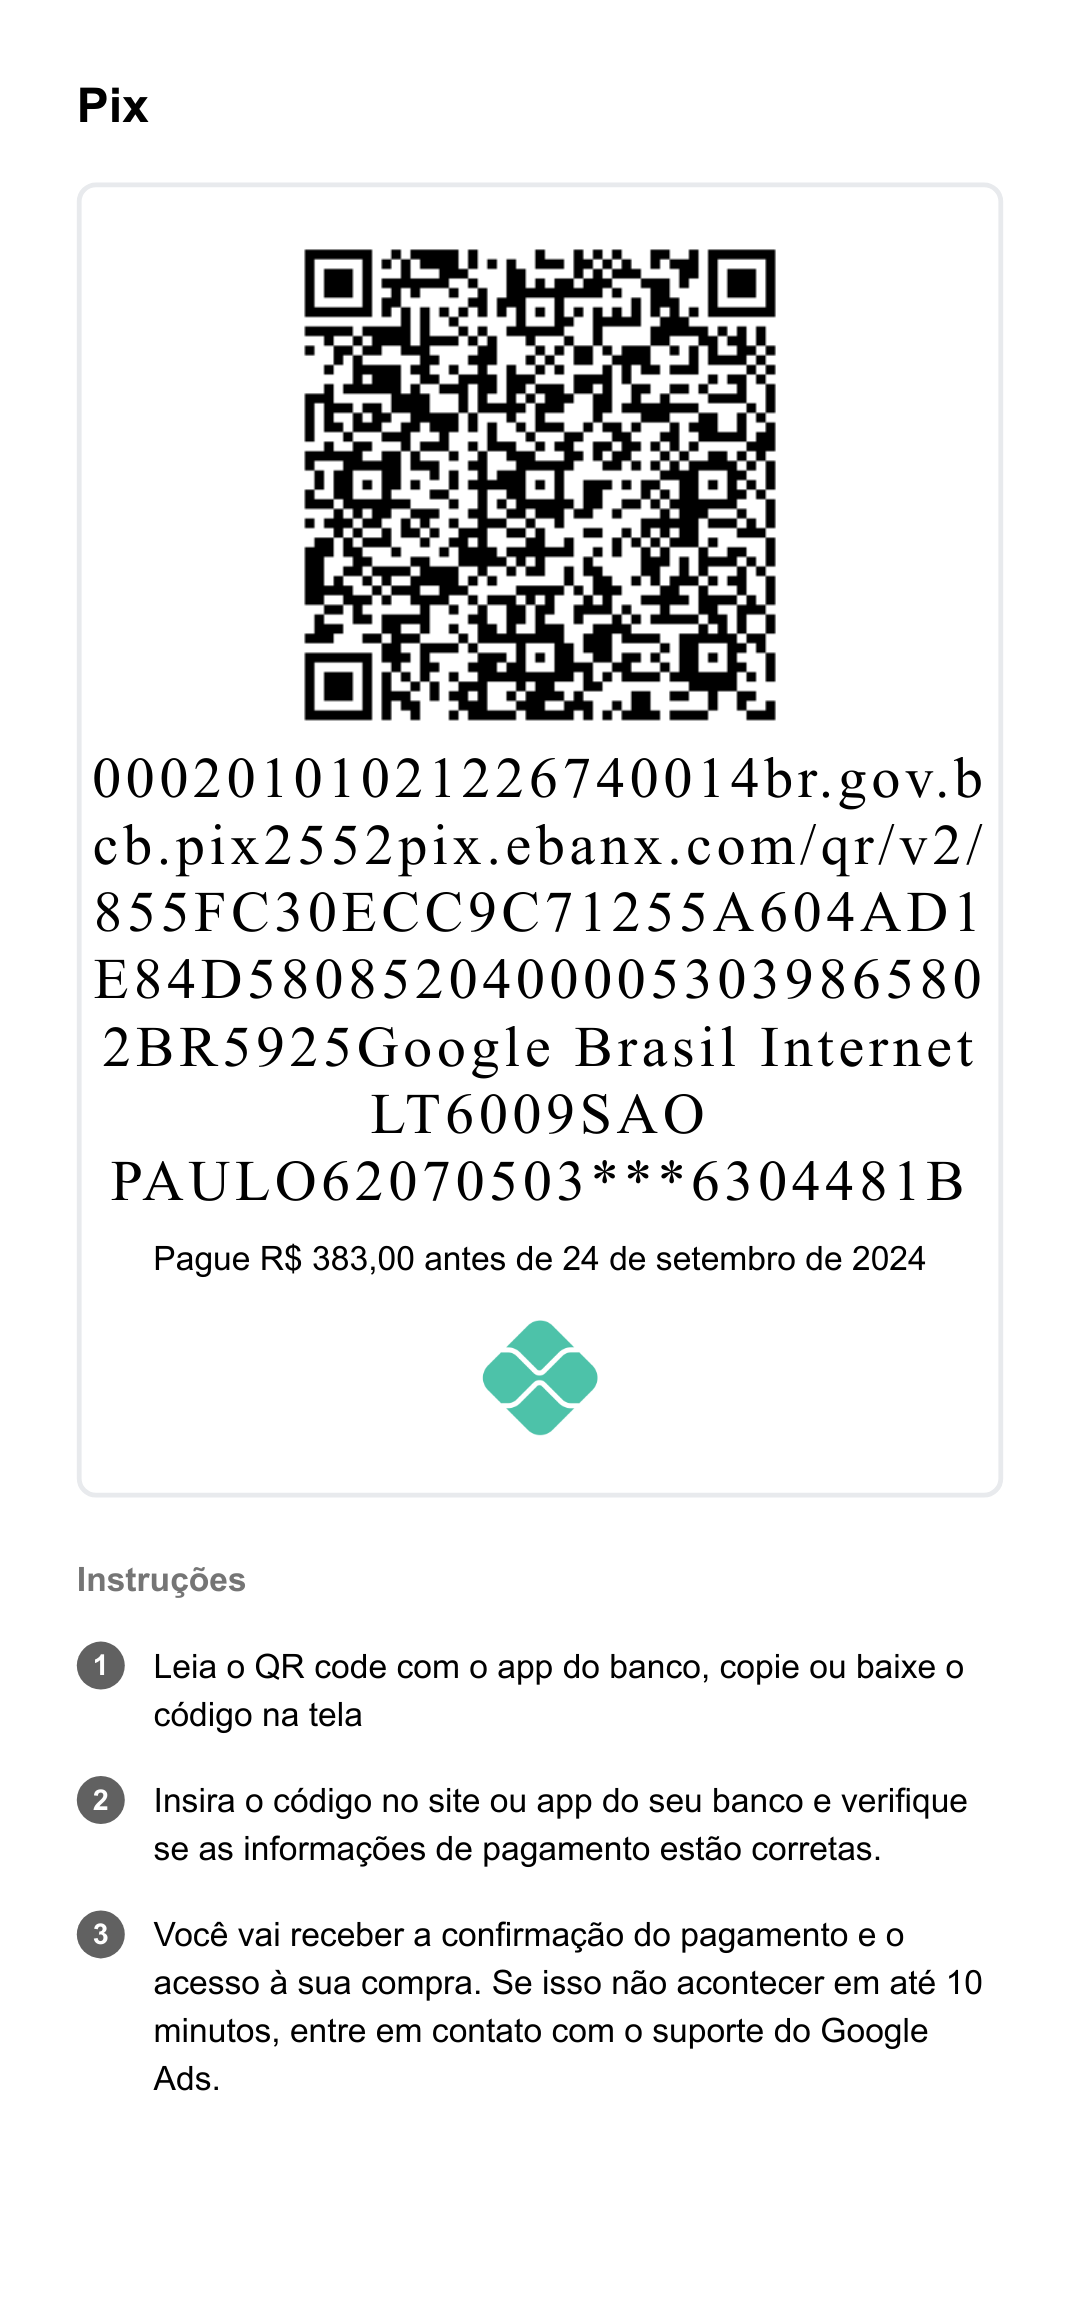 Pix
00020101021226740014br.gov.b
cb.pix2552pix.ebanx.com/qr/v2/
855FC30ECC9C71255A604AD1
E84D5808520400005303986580
2BR5925Google Brasil Internet
LT6009SAO
PAULO62070503***6304481B
Pague R$ 383,00 antes de 24 de setembro de 2024
Instruções
1 Leia o QR code com o app do banco, copie ou baixe o
código na tela
2 Insira o código no site ou app do seu banco e verifique
se as informações de pagamento estão corretas.
3 Você vai receber a confirmação do pagamento e o
acesso à sua compra. Se isso não acontecer em até 10
minutos, entre em contato com o suporte do Google
Ads.